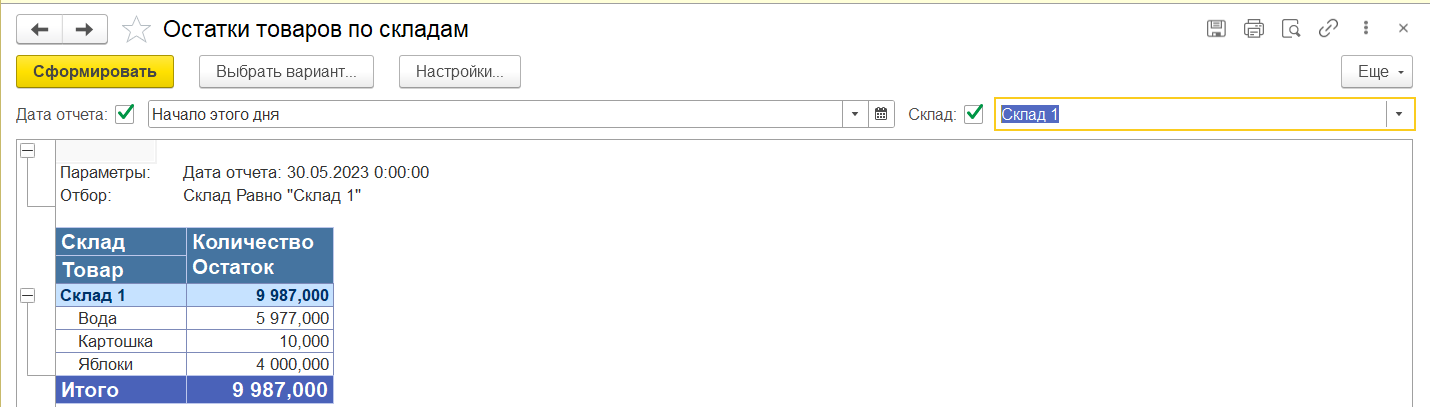 Остатки товаров по складам
Сформировать Выбрать вариант... Настройки... Еще
Дата отчета: Начало этого дня Склад: Склад 1
Параметры: Дата отчета: 30.05.2023 0:00:00
Отбор: Склад Равно "Склад 1"
Склад Количество
Товар Остаток
Склад 1 9 987,000
Вода 5 977,000
Картошка 10,000
Яблоки 4 000,000
Итого 9 987,000